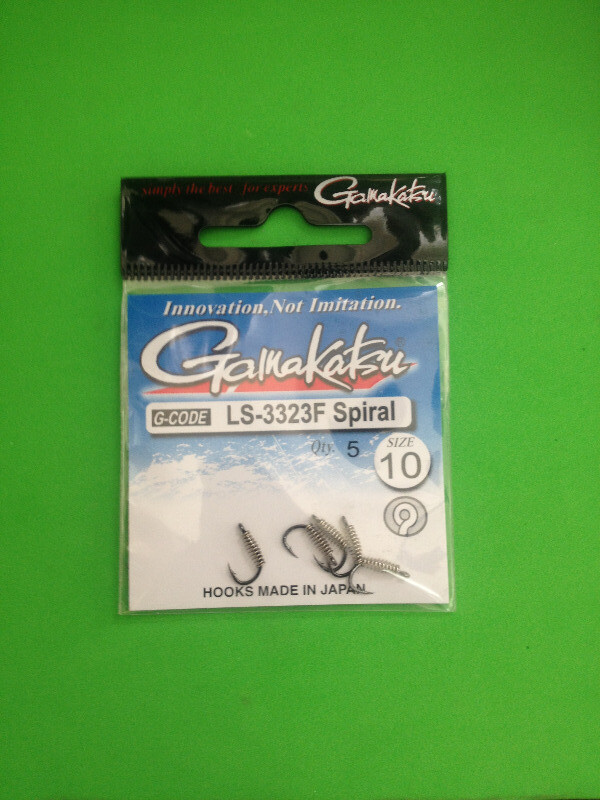 simply the best for experts Gamakatsu
Innovation. Not Imitation.
Gamakatsu®
G-CODE LS-3323F Spiral
Qty. 5 SIZE
10
HOOKS MADE IN JAPAN